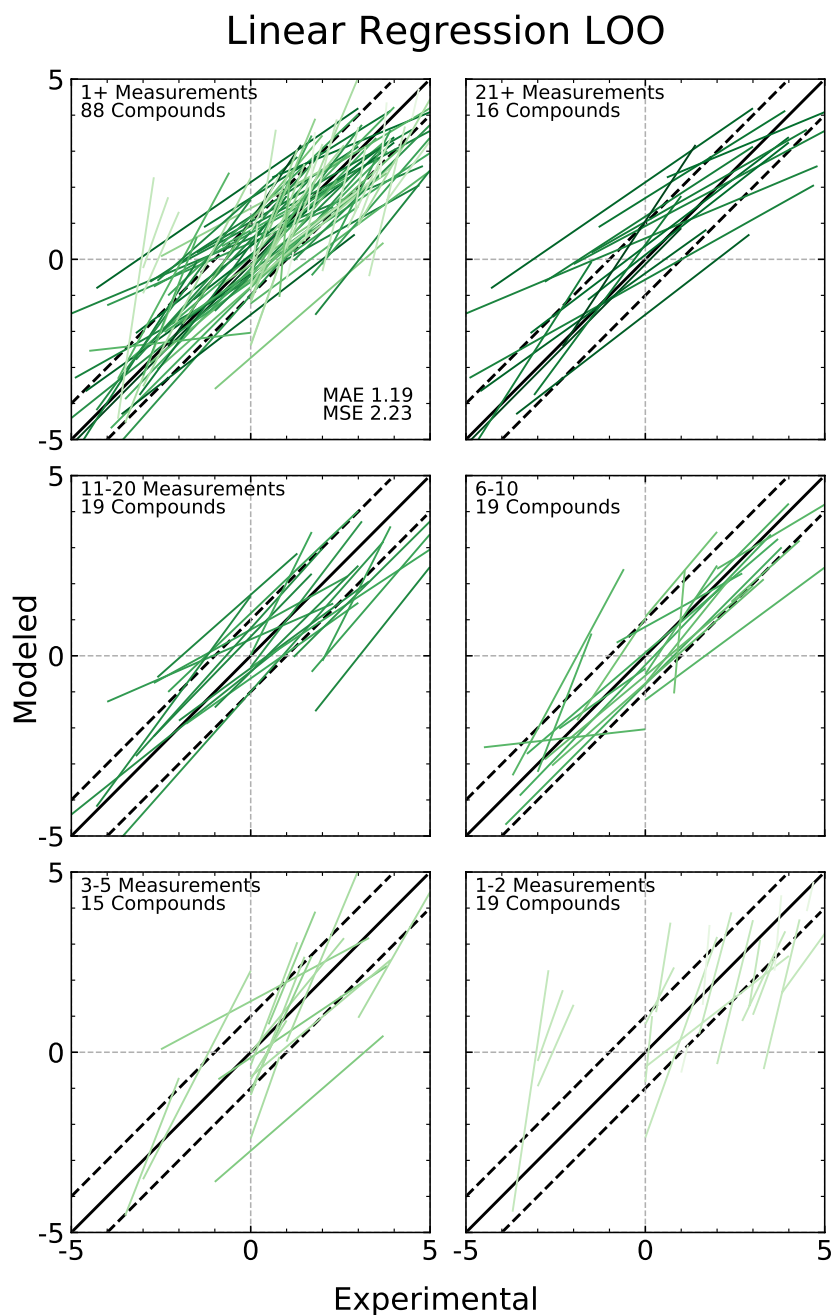 Linear Regression LOO
5
1+ Measurements
88 Compounds
0
MAE 1.19
MSE 2.23
-5
21+ Measurements
16 Compounds
5
11-20 Measurements
19 Compounds
0
-5
6-10
19 Compounds
Modeled
5
3-5 Measurements
15 Compounds
0
-5
-5
0
5
1-2 Measurements
19 Compounds
-5
0
5
Experimental